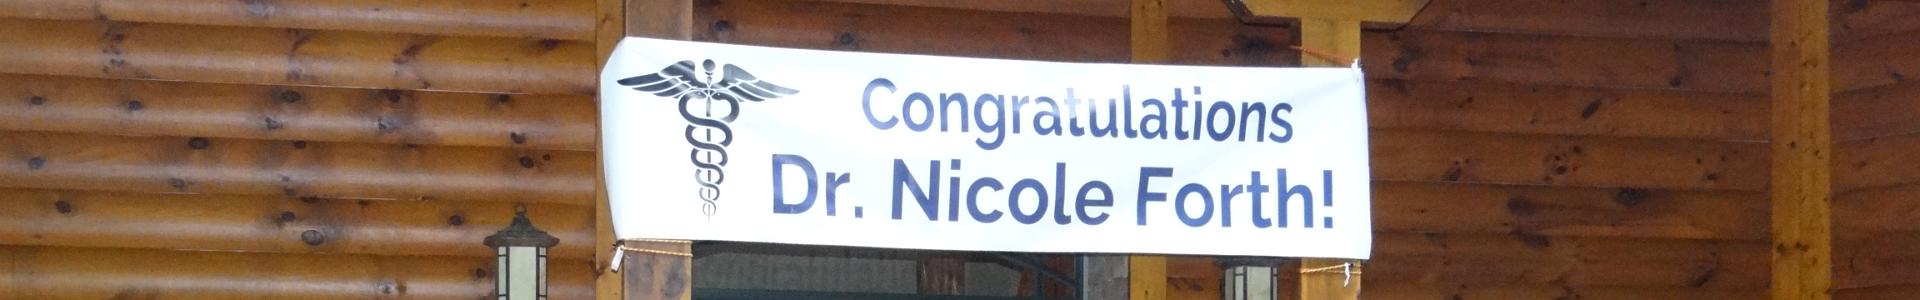 Congratulations
Dr. Nicole Forth!